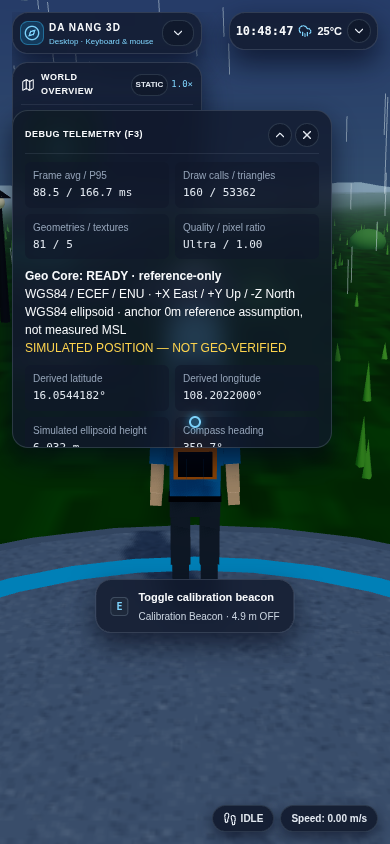 DA NANG 3D
Desktop · Keyboard & mouse
10:48:47 25°C
WORLD
OVERVIEW
STATIC 1.0×
DEBUG TELEMETRY (F3)
Frame avg / P95
88.5 / 166.7 ms
Draw calls / triangles
160 / 53362
Geometries / textures
81 / 5
Quality / pixel ratio
Ultra / 1.00
Geo Core: READY · reference-only
WGS84 / ECEF / ENU · +X East / +Y Up / -Z North
WGS84 ellipsoid · anchor 0m reference assumption,
not measured MSL
SIMULATED POSITION — NOT GEO-VERIFIED
Derived latitude
16.0544182°
Derived longitude
108.2022000°
Simulated ellipsoid height
6.032 m
Compass heading
359.7°
E
Toggle calibration beacon
Calibration Beacon · 4.9 m OFF
IDLE
Speed: 0.00 m/s